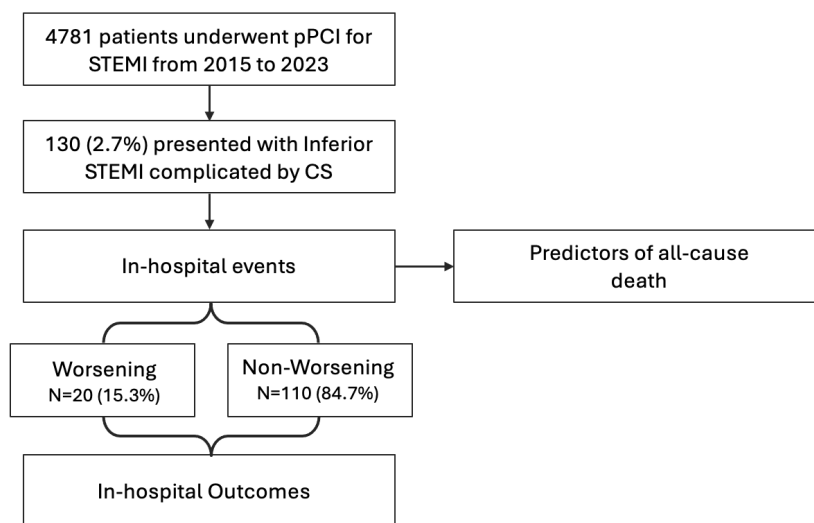 4781 patients underwent pPCI for
STEMI from 2015 to 2023
130 (2.7%) presented with Inferior
STEMI complicated by CS
In-hospital events
Predictors of all-cause
death
Worsening
N=20 (15.3%)
Non-Worsening
N=110 (84.7%)
In-hospital Outcomes